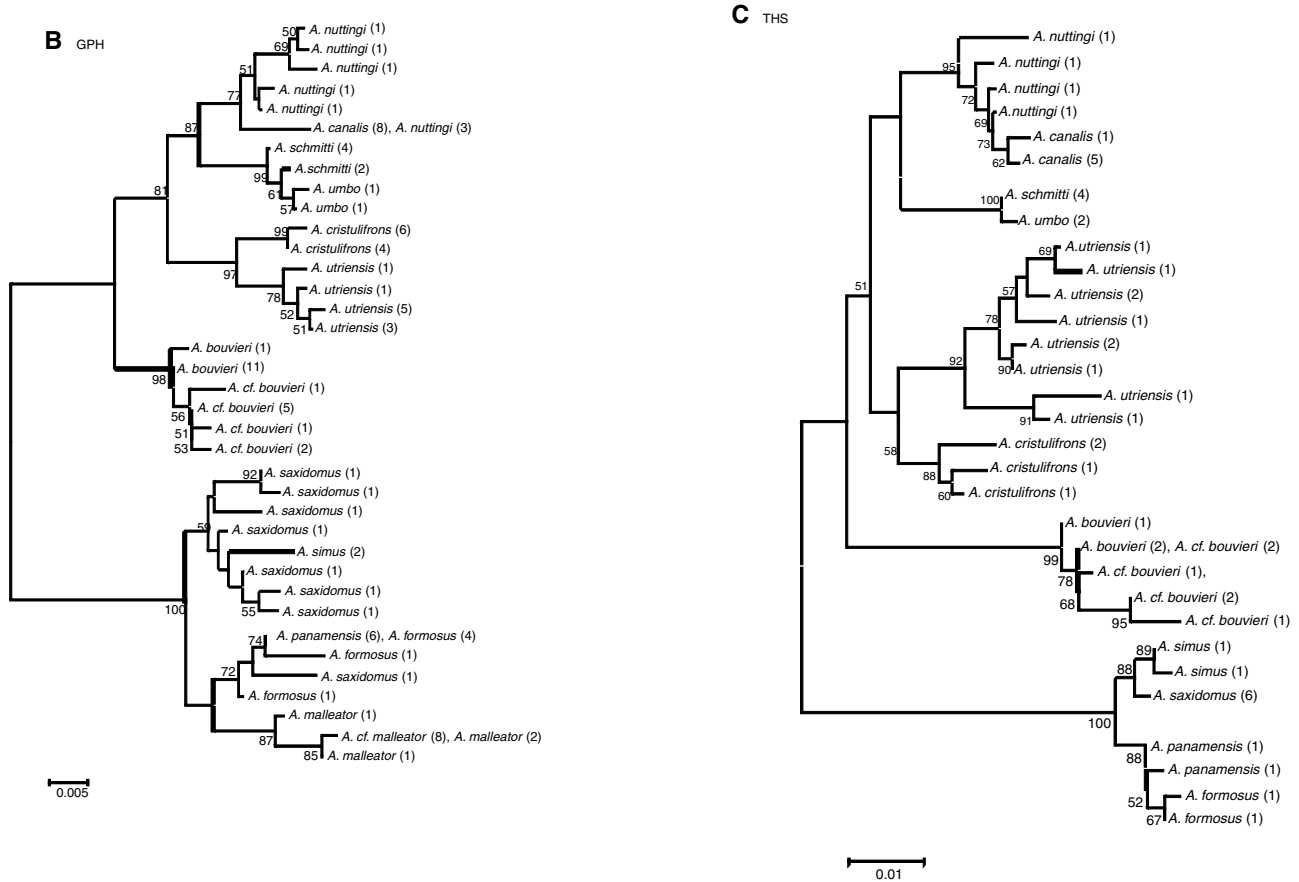 B GPH
50
A. nuttingi (1)
69
A. nuttingi (1)
A. nuttingi (1)
51
A. nuttingi (1)
77
A. nuttingi (1)
A. canalis (8), A. nuttingi (3)
87
A. schmitti (4)
A.schmitti (2)
99
A. umbo (1)
61
A. umbo (1)
57
81
A. cristulifrons (6)
99
A. cristulifrons (4)
97
A. utriensis (1)
A. utriensis (1)
78
A. utriensis (5)
52
A. utriensis (3)
51
A. bouvieri (1)
A. bouvieri (11)
98
A. cf. bouvieri (1)
A. cf. bouvieri (5)
56
A. cf. bouvieri (1)
51
A. cf. bouvieri (2)
53
92
A. saxidomus (1)
A. saxidomus (1)
A. saxidomus (1)
59
A. saxidomus (1)
A. simus (2)
A. saxidomus (1)
A. saxidomus (1)
55
A. saxidomus (1)
100
A. panamensis (6), A. formosus (4)
74
A. formosus (1)
72
A. saxidomus (1)
A. formosus (1)
A. malleator (1)
A. cf. malleator (8), A. malleator (2)
87
A. malleator (1)
85
0.005
C THS
A. nuttingi (1)
95
A. nuttingi (1)
A. nuttingi (1)
72
A.nuttingi (1)
69
A. canalis (1)
73
A. canalis (5)
62
A. schmitti (4)
100
A. umbo (2)
A.utriensis (1)
69
A. utriensis (1)
51
57
A. utriensis (2)
78
A. utriensis (1)
A. utriensis (2)
92
A. utriensis (1)
90
A. utriensis (1)
A. utriensis (1)
91
A. cristulifrons (2)
58
A. cristulifrons (1)
88
A. cristulifrons (1)
60
A. bouvieri (1)
A. bouvieri (2), A. cf. bouvieri (2)
99
A. cf. bouvieri (1),
78
A. cf. bouvieri (2)
68
A. cf. bouvieri (1)
95
A. simus (1)
89
A. simus (1)
88
A. saxidomus (6)
100
A. panamensis (1)
88
A. panamensis (1)
A. formosus (1)
52
A. formosus (1)
67
0.01